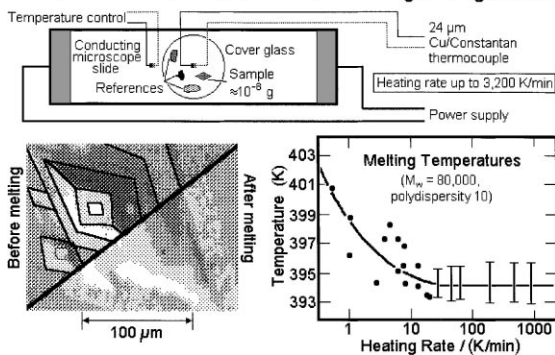 Temperature control
24 µm
Cu/Constantan
thermocouple
Conducting
microscope
slide
Cover glass
References
Sample
≈10⁻⁸ g
Heating rate up to 3,200 K/min
Power supply
Before melting
After melting
100 µm
Melting Temperatures
(Mw = 80,000,
polydispersity 10)
Temperature (K)
403
401
399
396
394
393
1 10 100 1000
Heating Rate / (K/min)